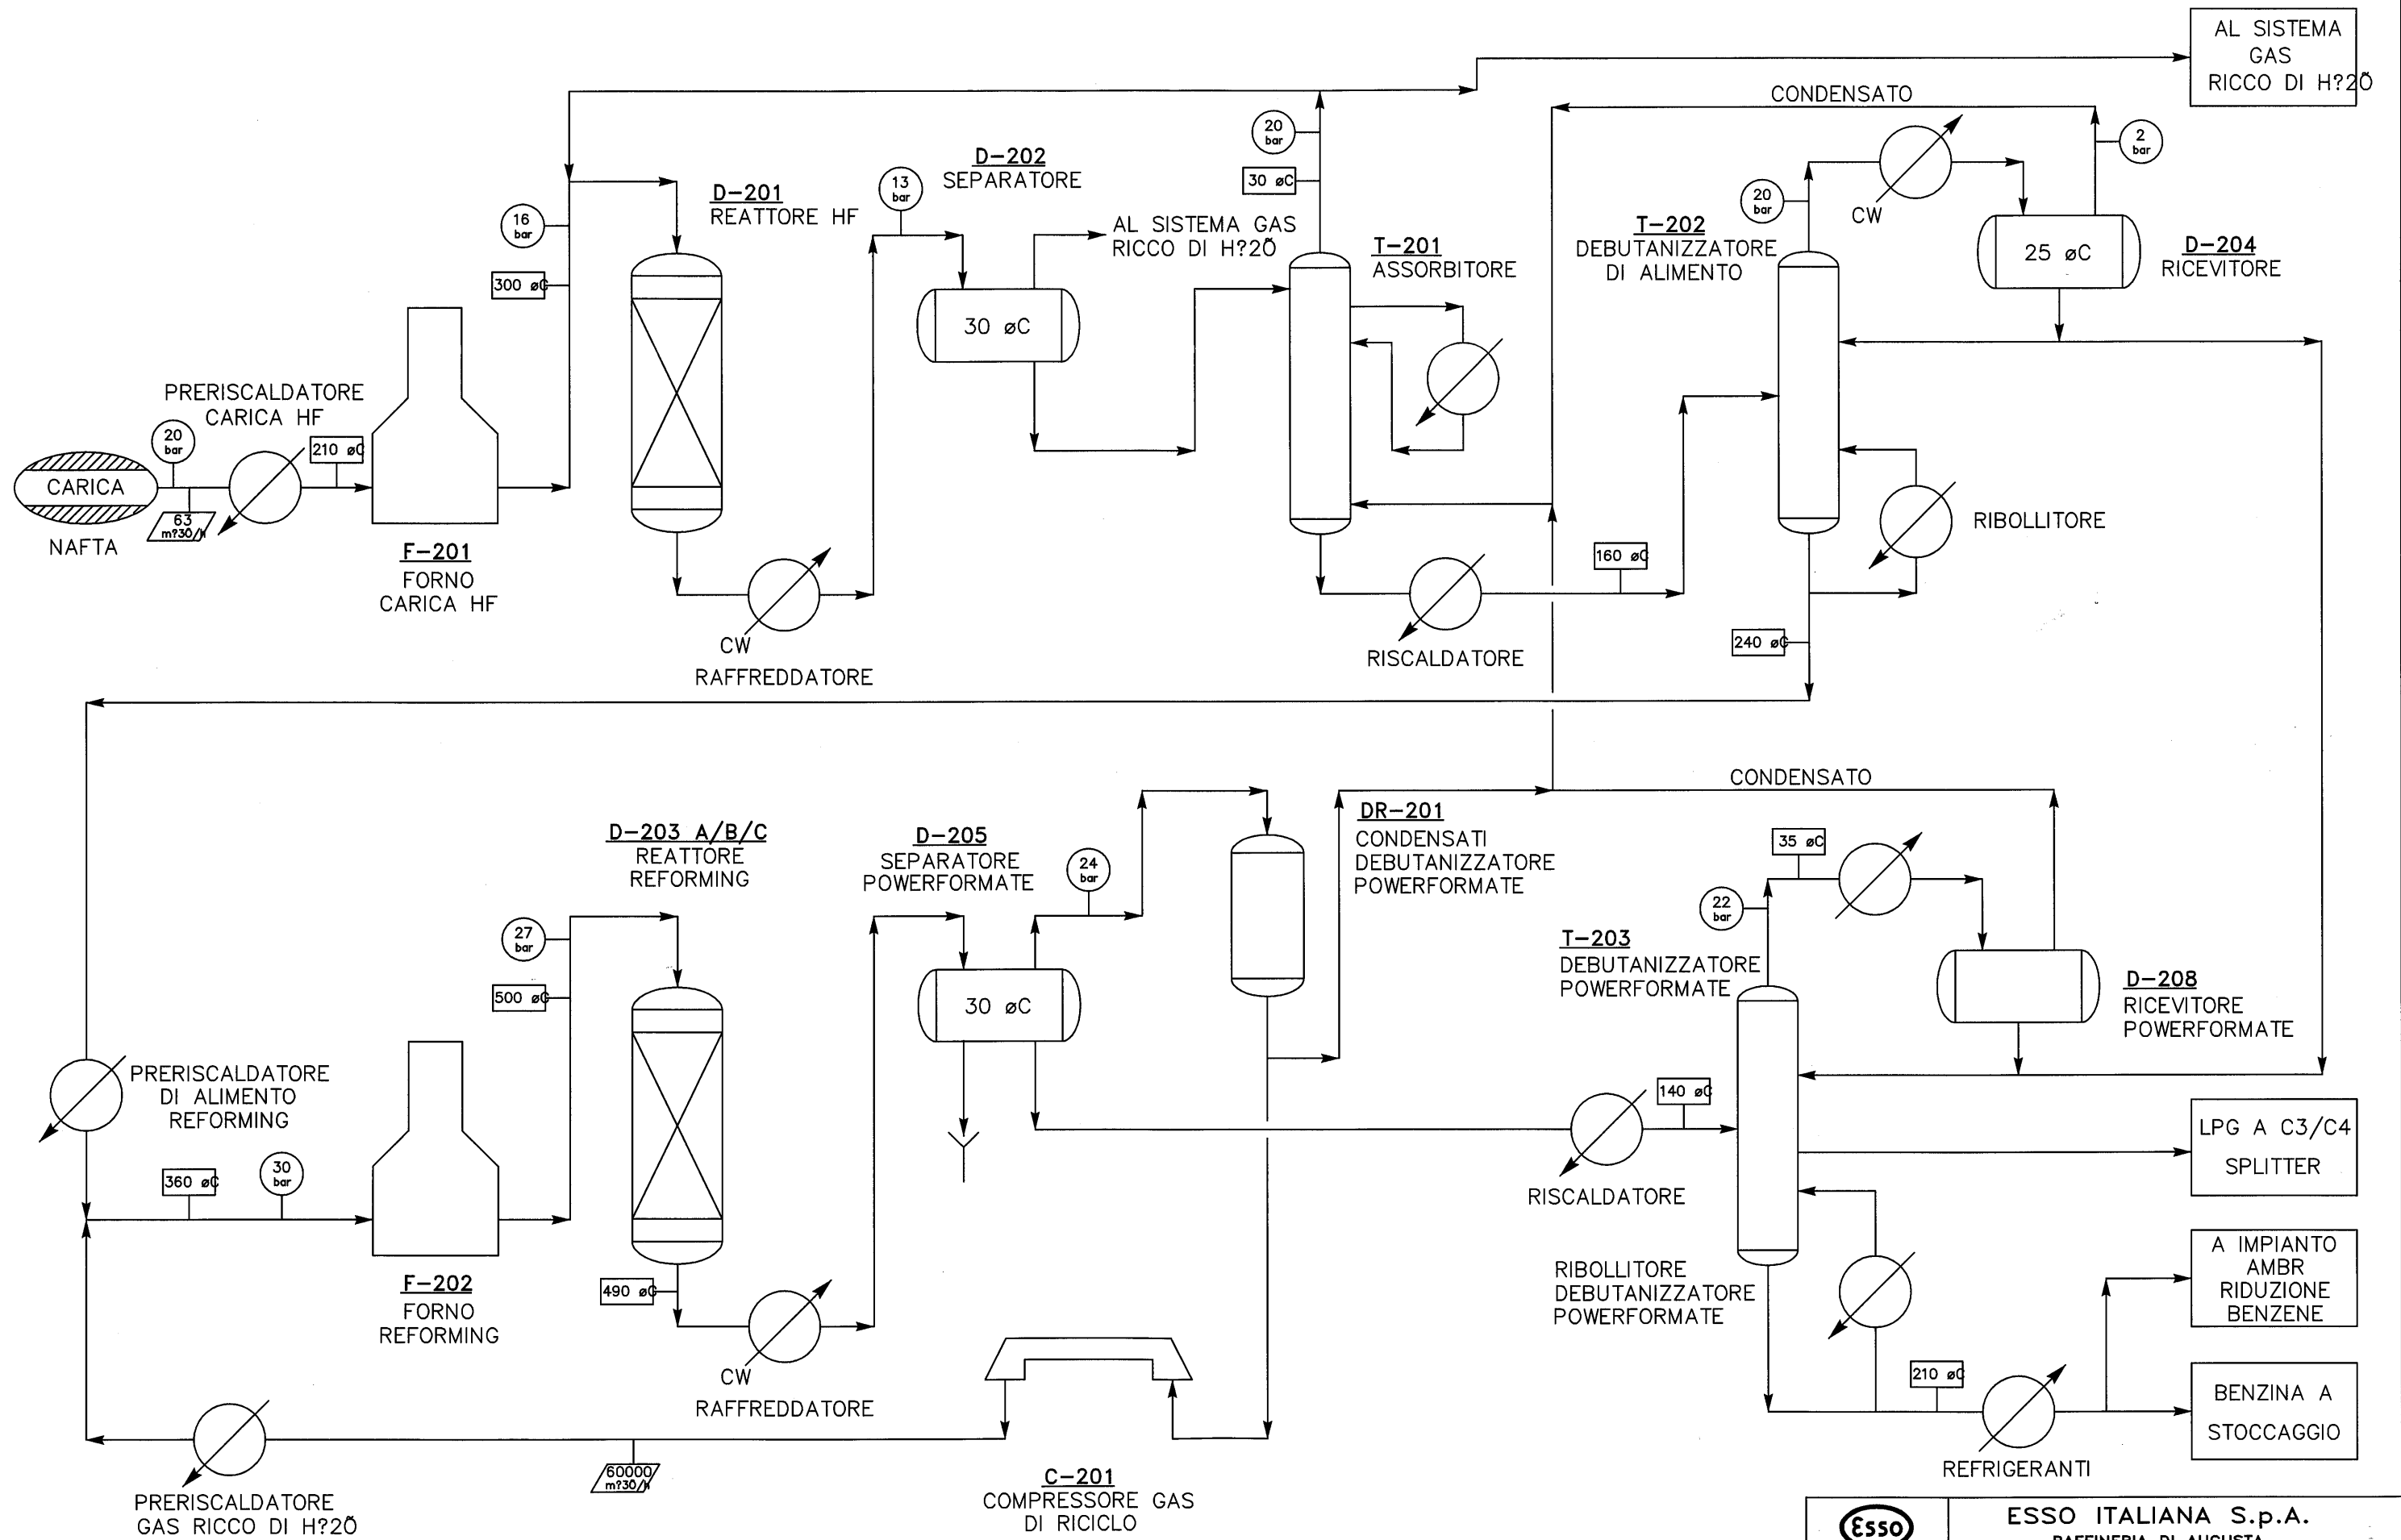 AL SISTEMA
GAS
RICCO DI H?2Õ
CONDENSATO
20
bar
2
bar
D-202
SEPARATORE
13
bar
30 øC
D-201
REATTORE HF
20
bar
CW
16
bar
AL SISTEMA GAS
RICCO DI H?2Õ
T-201
ASSORBITORE
T-202
DEBUTANIZZATORE
DI ALIMENTO
25 øC
D-204
RICEVITORE
300 øC
30 øC
PRERISCALDATORE
CARICA HF
20
bar
210 øC
CARICA
63
m?30/h
NAFTA
F-201
FORNO
CARICA HF
RIBOLLITORE
160 øC
CW
RAFFREDDATORE
RISCALDATORE
240 øC
CONDENSATO
D-203 A/B/C
REATTORE
REFORMING
D-205
SEPARATORE
POWERFORMATE
24
bar
DR-201
CONDENSATI
DEBUTANIZZATORE
POWERFORMATE
35 øC
22
bar
27
bar
T-203
DEBUTANIZZATORE
POWERFORMATE
500 øC
30 øC
D-208
RICEVITORE
POWERFORMATE
PRERISCALDATORE
DI ALIMENTO
REFORMING
140 øC
LPG A C3/C4
SPLITTER
360 øC
30
bar
RISCALDATORE
A IMPIANTO
AMBR
RIDUZIONE
BENZENE
F-202
FORNO
REFORMING
490 øC
RIBOLLITORE
DEBUTANIZZATORE
POWERFORMATE
CW
RAFFREDDATORE
210 øC
BENZINA A
STOCCAGGIO
REFRIGERANTI
60000
m?30/h
C-201
COMPRESSORE GAS
DI RICICLO
PRERISCALDATORE
GAS RICCO DI H?2Õ
Esso
ESSO ITALIANA S.p.A.
RAFFINERIA DI AUGUSTA